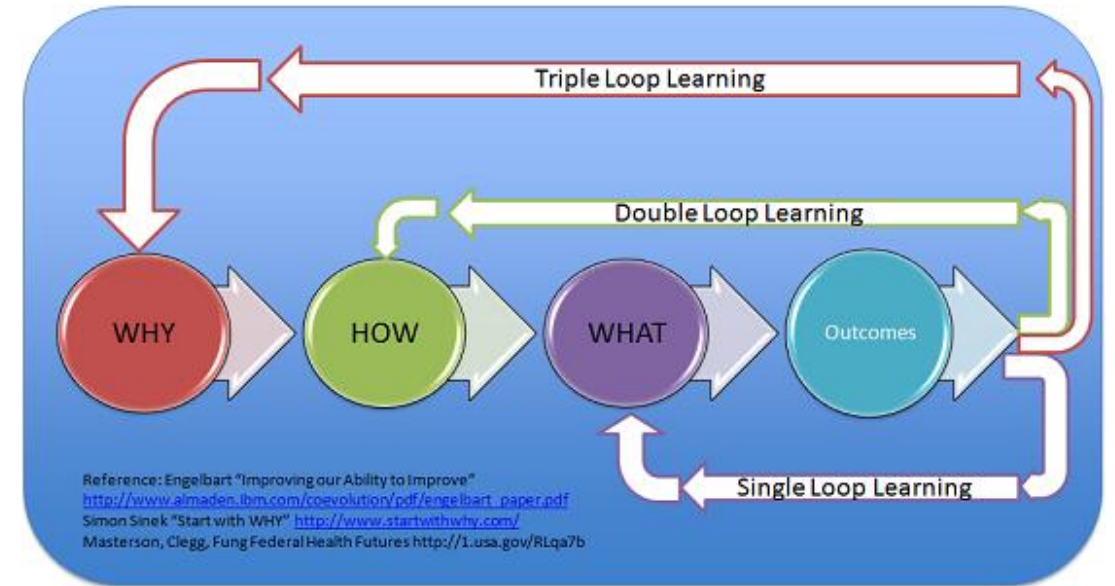 Triple Loop Learning
Double Loop Learning
WHY
HOW
WHAT
Outcomes
Single Loop Learning
Reference: Engelbart “Improving our Ability to Improve”
http://www.almaden.ibm.com/coevolution/pdf/engelbart_paper.pdf
Simon Sinek “Start with WHY” http://www.startwithwhy.com/
Masterson, Clegg, Fung Federal Health Futures http://1.usa.gov/RLqa7b